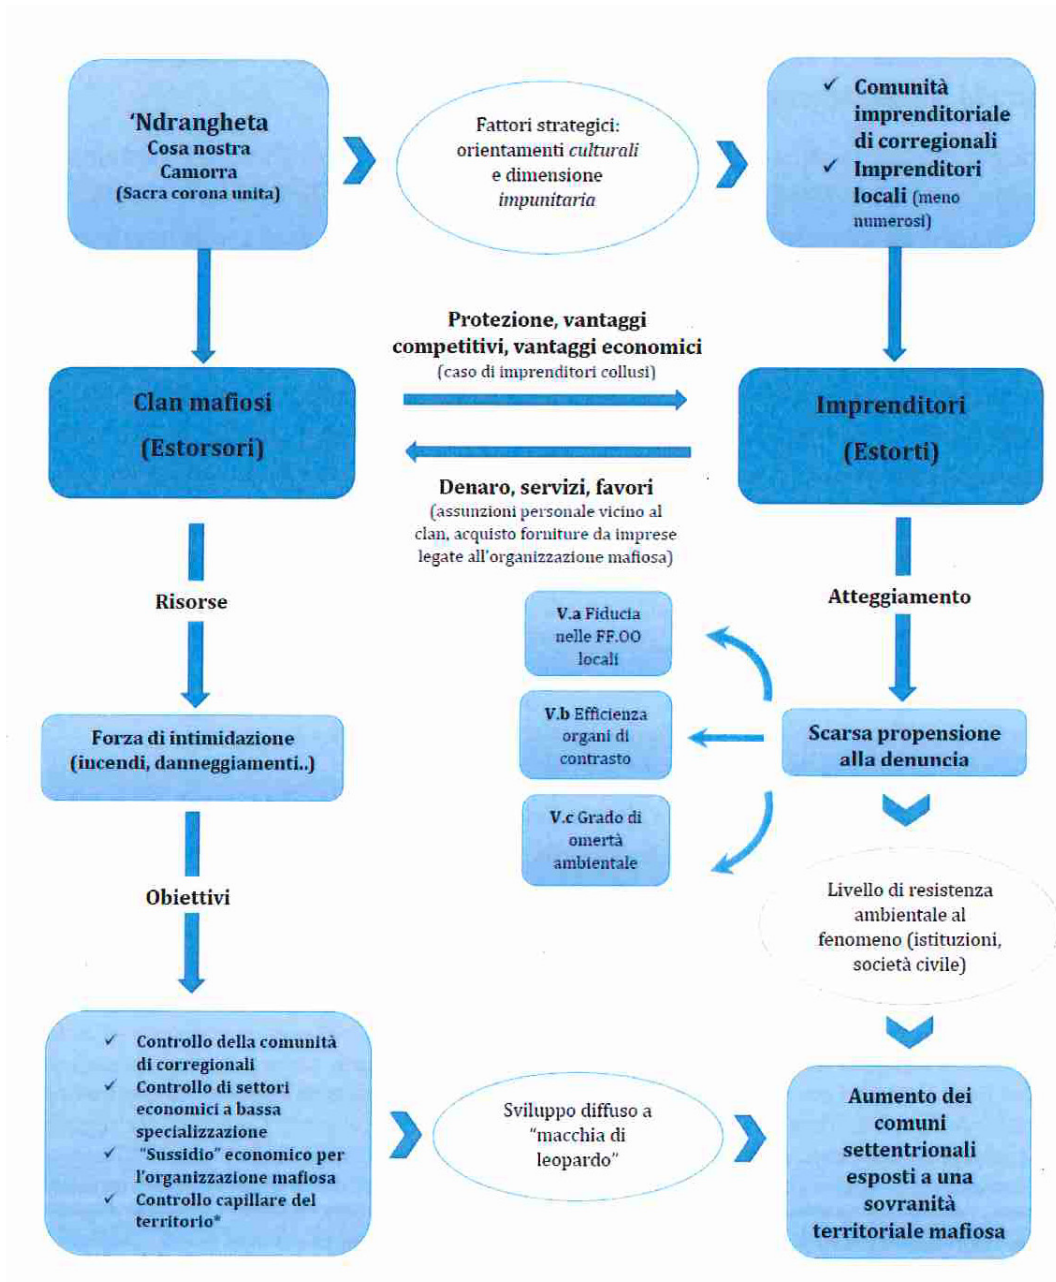 'Ndrangheta
Cosa nostra
Camorra
(Sacra corona unita)
Fattori strategici:
orientamenti culturali
e dimensione
impunitaria
✓ Comunità
imprenditoriale
di corregionali
✓ Imprenditori
locali (meno
numerosi)
Protezione, vantaggi
competitivi, vantaggi economici
(caso di imprenditori collusi)
Clan mafiosi
(Estorsori)
Imprenditori
(Estorti)
Denaro, servizi, favori
(assunzioni personale vicino al
clan, acquisto forniture da imprese
legate all'organizzazione mafiosa)
Risorse
Atteggiamento
V.a Fiducia
nelle FF.OO
locali
V.b Efficienza
organi di
contrasto
V.c Grado di
omertà
ambientale
Forza di intimidazione
(incendi, danneggiamenti..)
Scarsa propensione
alla denuncia
Obiettivi
Livello di resistenza
ambientale al
fenomeno (istituzioni,
società civile)
✓ Controllo della comunità
di corregionali
✓ Controllo di settori
economici a bassa
specializzazione
✓ "Sussidio" economico per
l'organizzazione mafiosa
✓ Controllo capillare del
territorio*
Sviluppo diffuso a
"macchia di
leopardo"
Aumento dei
comuni
settentrionali
esposti a una
sovranità
territoriale mafiosa